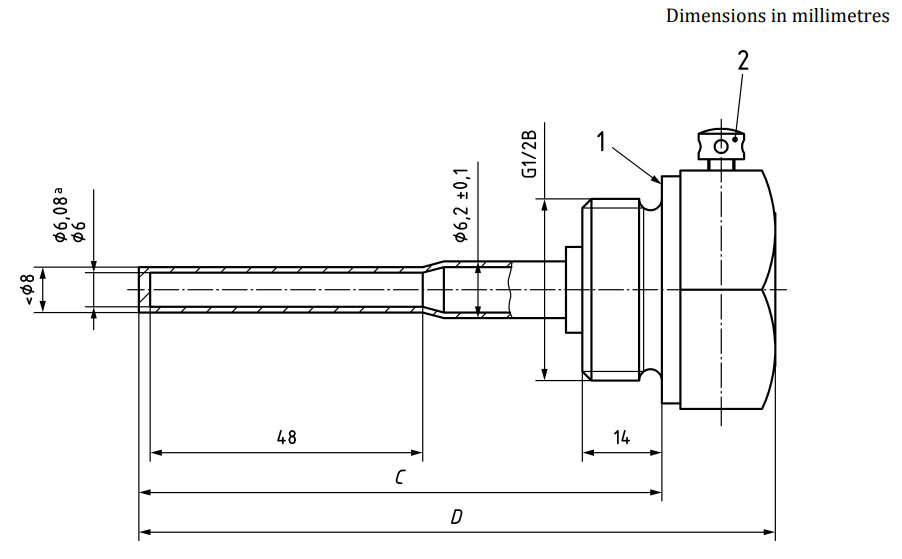 Dimensions in millimetres
2
1
G1/2B
ϕ6,2 ±0,1
ϕ6,08ᵃ
ϕ6
<ϕ8
48
14
C
D